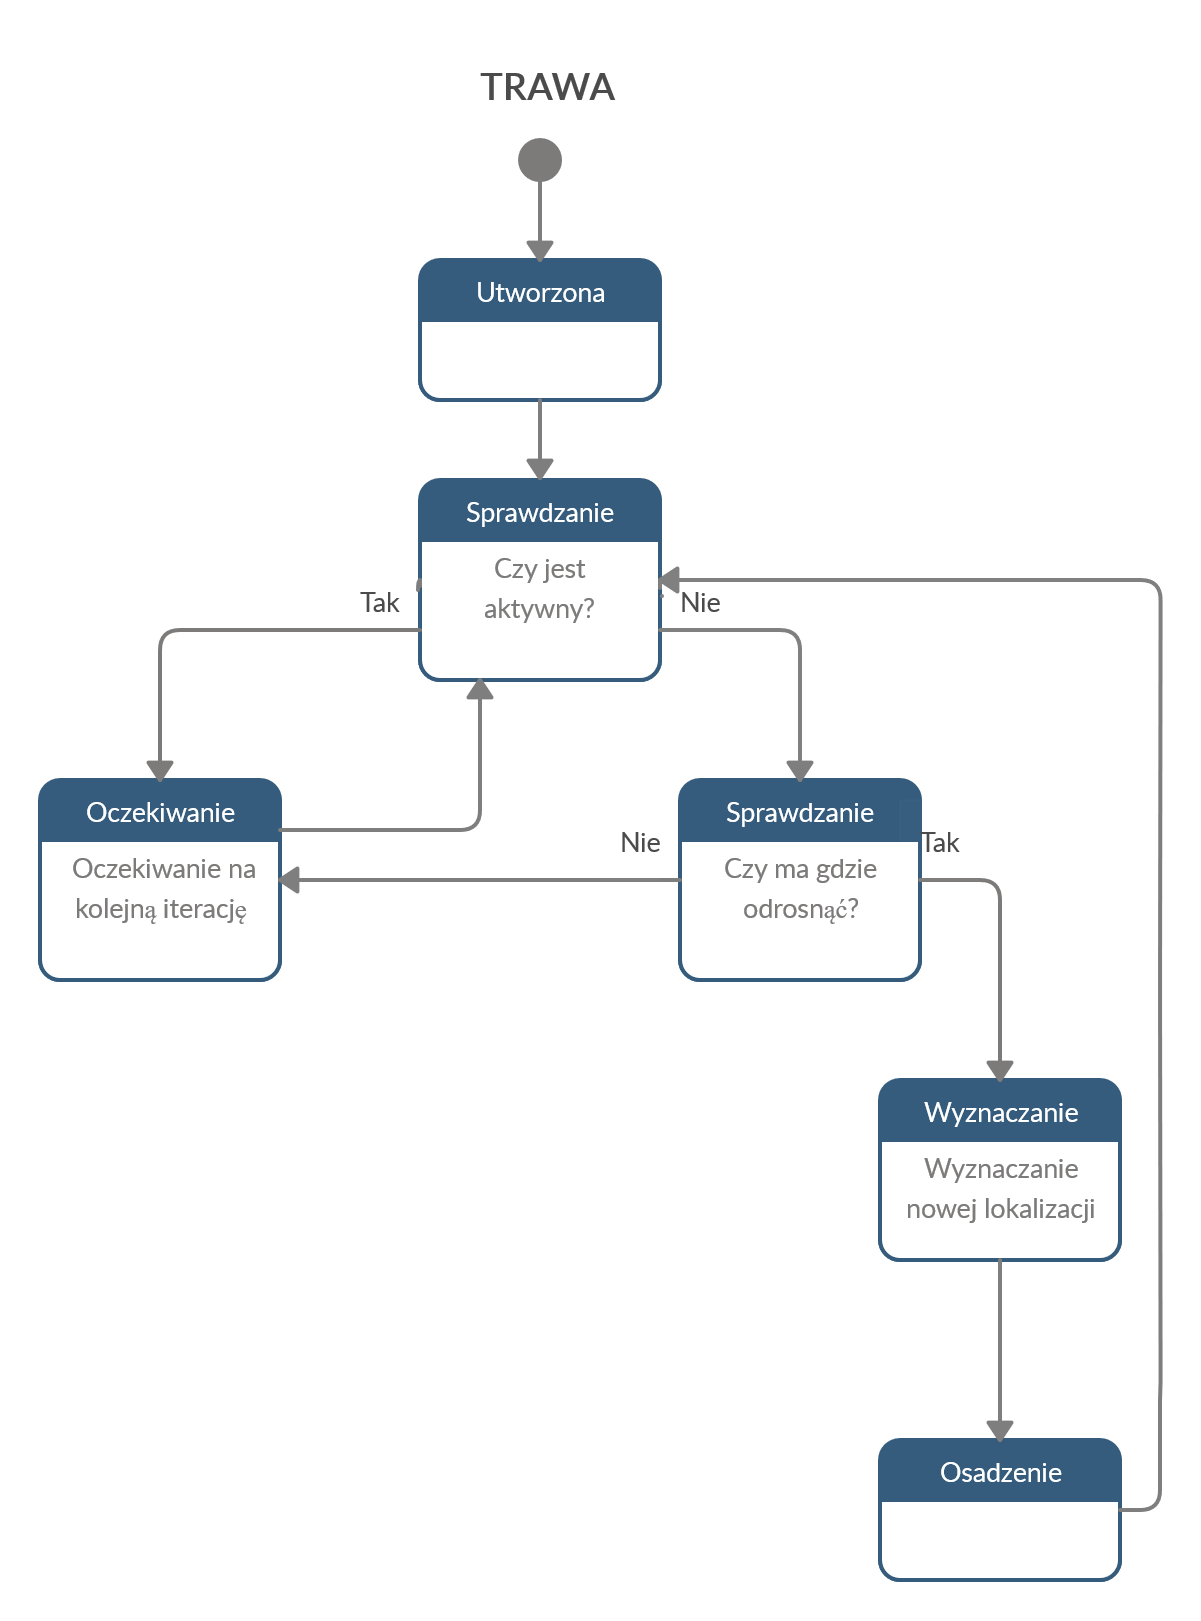 TRAWA
Utworzona
Sprawdzanie
Czy jest
aktywny?
Tak
Nie
Oczekiwanie
Oczekiwanie na
kolejną iterację
Nie
Sprawdzanie
Czy ma gdzie
odrosnąć?
Tak
Wyznaczanie
Wyznaczanie
nowej lokalizacji
Osadzenie